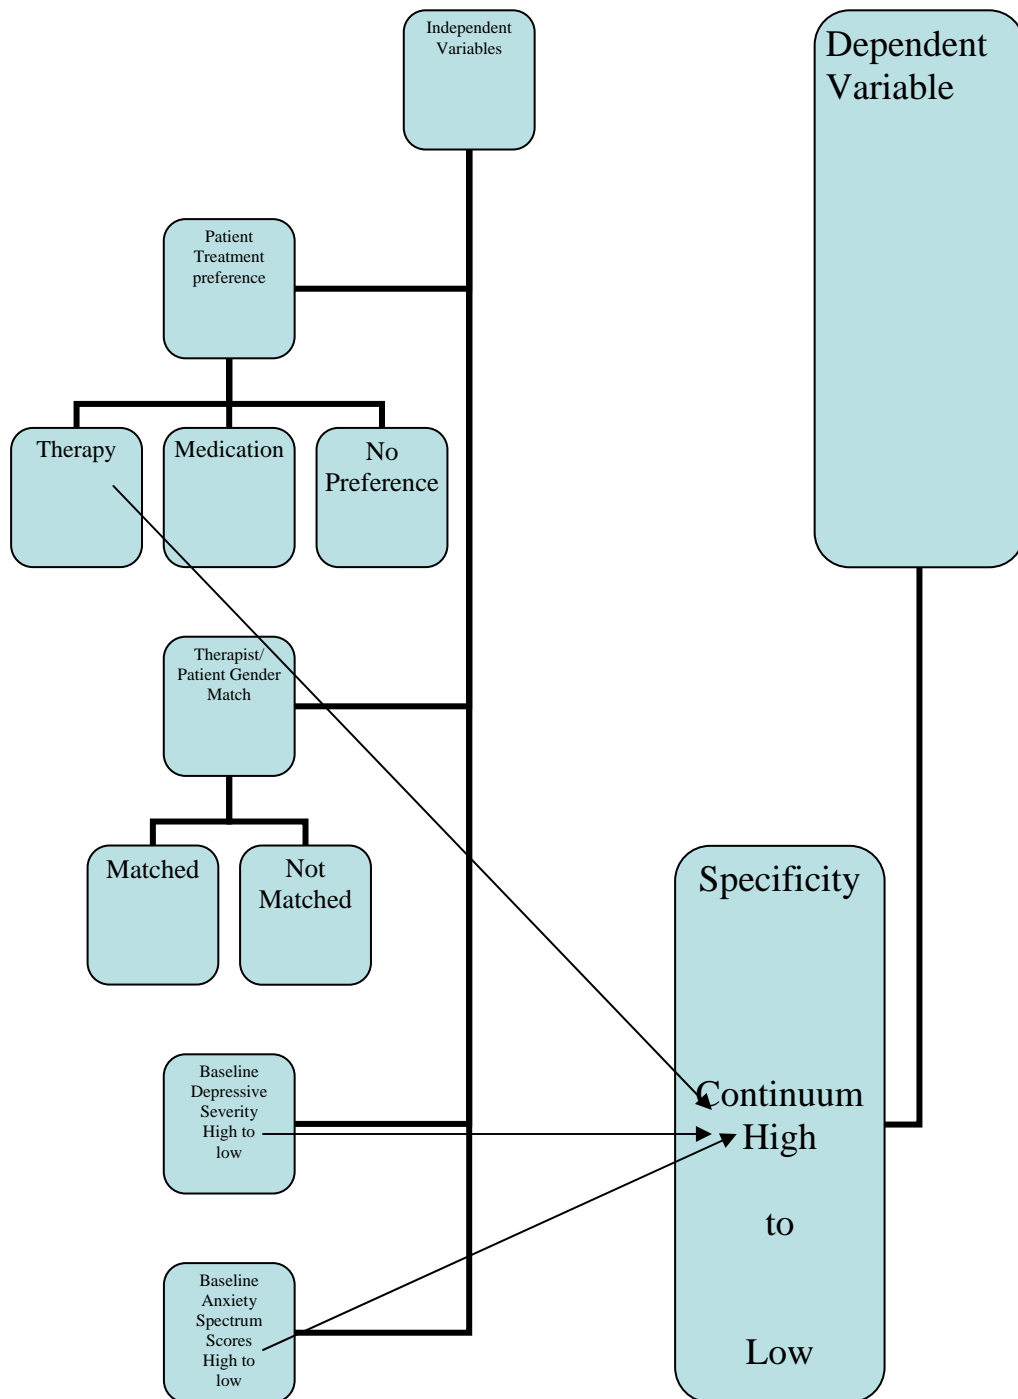 Independent
Variables
Dependent
Variable
Patient
Treatment
preference
Therapy
Medication
No
Preference
Therapist/
Patient Gender
Match
Matched
Not
Matched
Specificity
Continuum
High
to
Low
Baseline
Depressive
Severity
High to
low
Baseline
Anxiety
Spectrum
Scores
High to
low